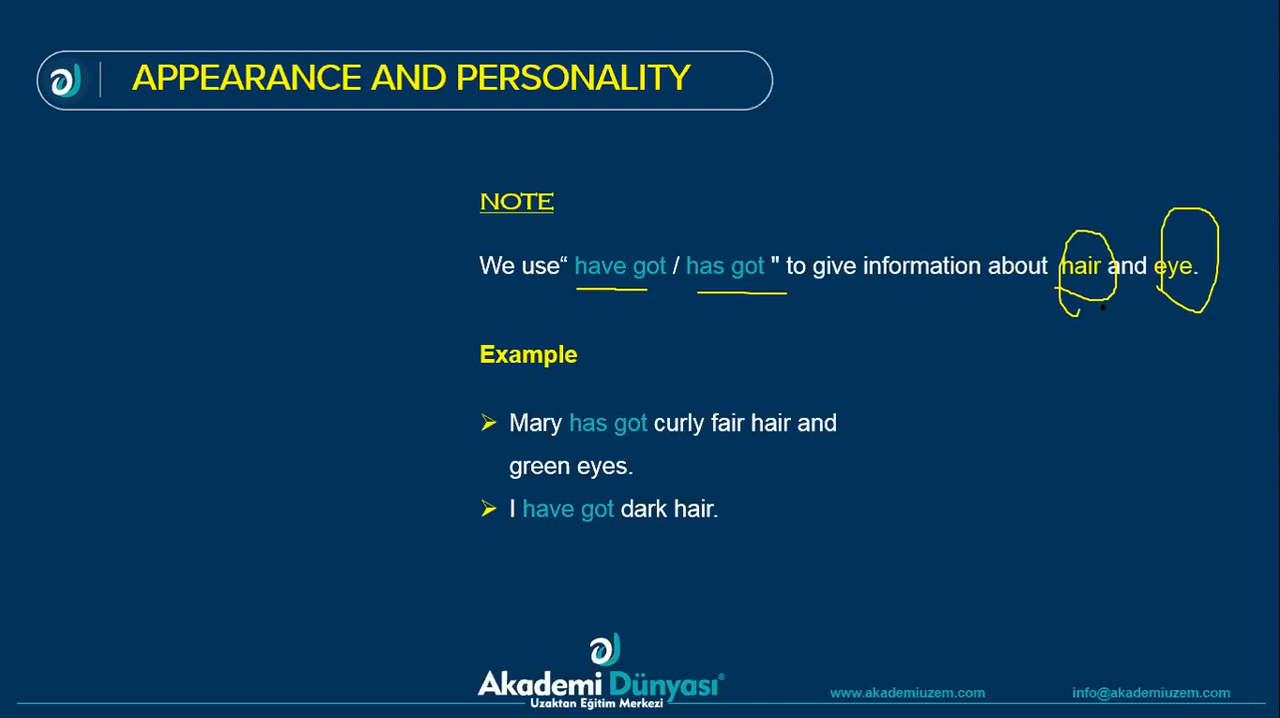 APPEARANCE AND PERSONALITY
NOTE
We use“ have got / has got " to give information about hair and eye.
Example
Mary has got curly fair hair and
green eyes.
I have got dark hair.
Akademi Dünyası®
Uzaktan Eğitim Merkezi
www.akademiuzem.com
info@akademiuzem.com